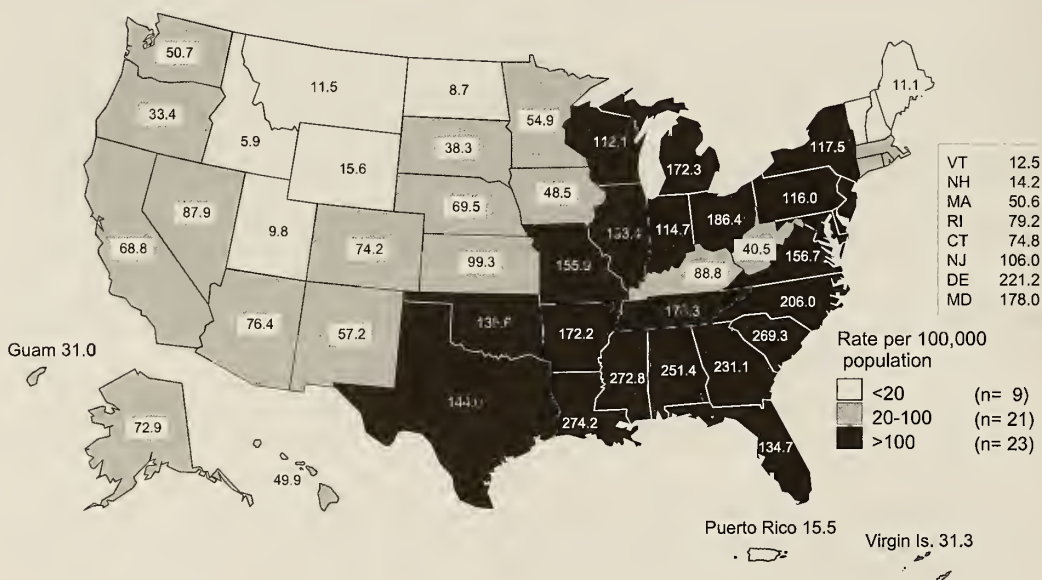 50.7
11.5
8.7
11.1
33.4
54.9
5.9
38.3
112.1
117.5
15.6
172.3
VT 12.5
NH 14.2
MA 50.6
RI 79.2
CT 74.8
NJ 106.0
DE 221.2
MD 178.0
48.5
116.0
69.5
87.9
9.8
114.7
186.4
40.5
156.7
68.8
74.2
99.3
155.9
88.8
206.0
76.4
57.2
172.2
269.3
272.8
251.4
231.1
274.2
134.7
Guam 31.0
72.9
49.9
Rate per 100,000
population
<20 (n= 9)
20-100 (n= 21)
>100 (n= 23)
Puerto Rico 15.5
Virgin Is. 31.3